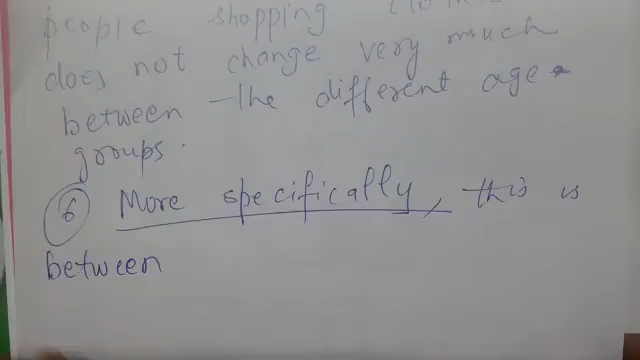 people shopping
does not change very much
between the different age
groups.
6 More specifically, this is
between